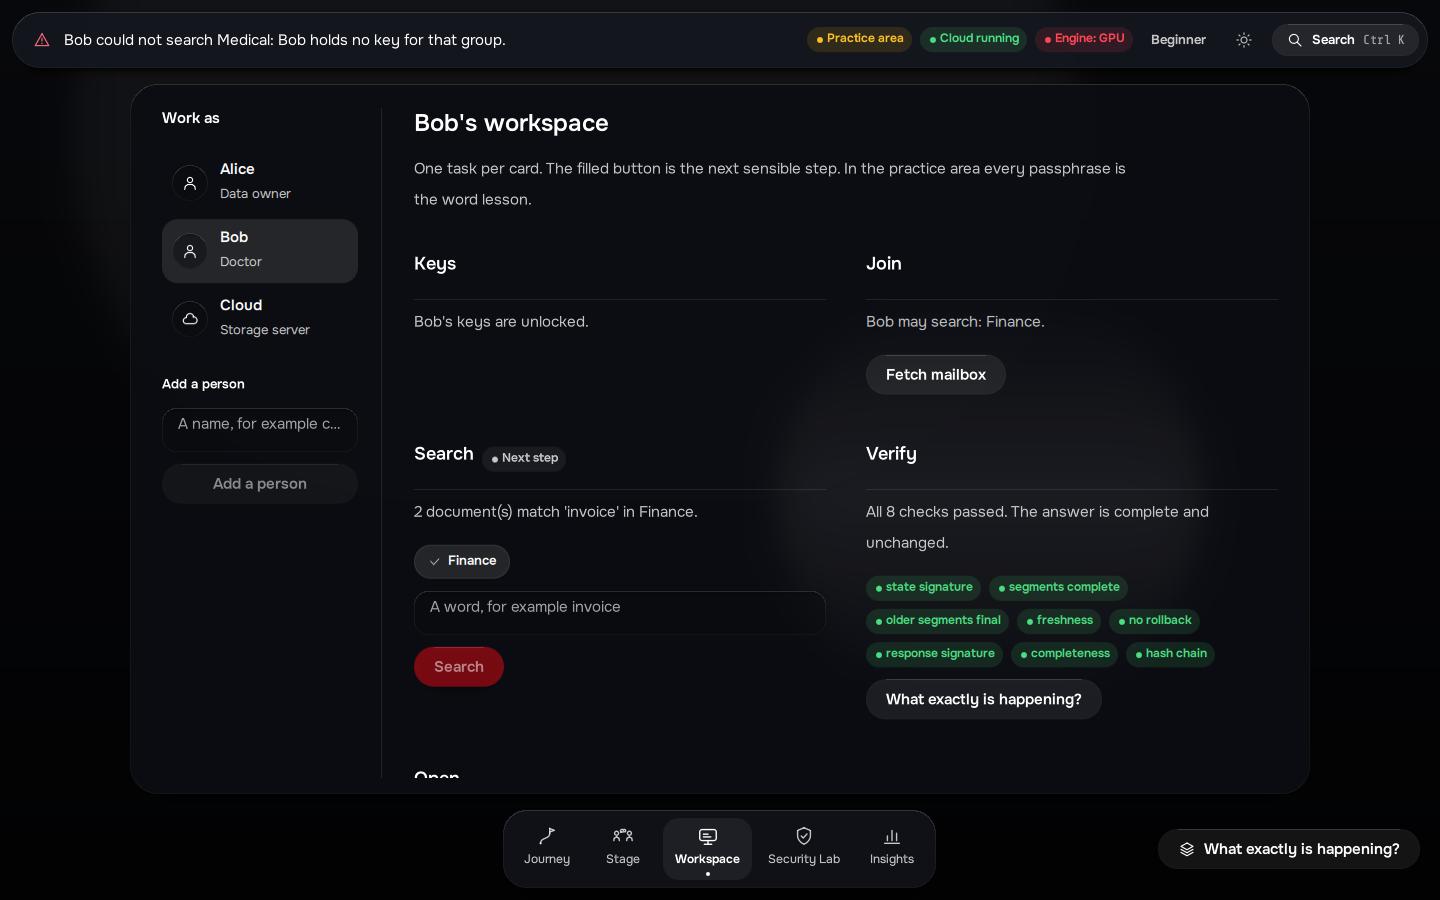 Bob could not search Medical: Bob holds no key for that group.
Practice area
Cloud running
Engine: GPU
Beginner
Search Ctrl K
Work as
Alice
Data owner
Bob
Doctor
Cloud
Storage server
Add a person
A name, for example c...
Add a person
Bob's workspace
One task per card. The filled button is the next sensible step. In the practice area every passphrase is
the word lesson.
Keys
Bob's keys are unlocked.
Join
Bob may search: Finance.
Fetch mailbox
Search
Next step
2 document(s) match 'invoice' in Finance.
Finance
A word, for example invoice
Search
Verify
All 8 checks passed. The answer is complete and
unchanged.
state signature
segments complete
older segments final
freshness
no rollback
response signature
completeness
hash chain
What exactly is happening?
Open
Journey
Stage
Workspace
Security Lab
Insights
What exactly is happening?